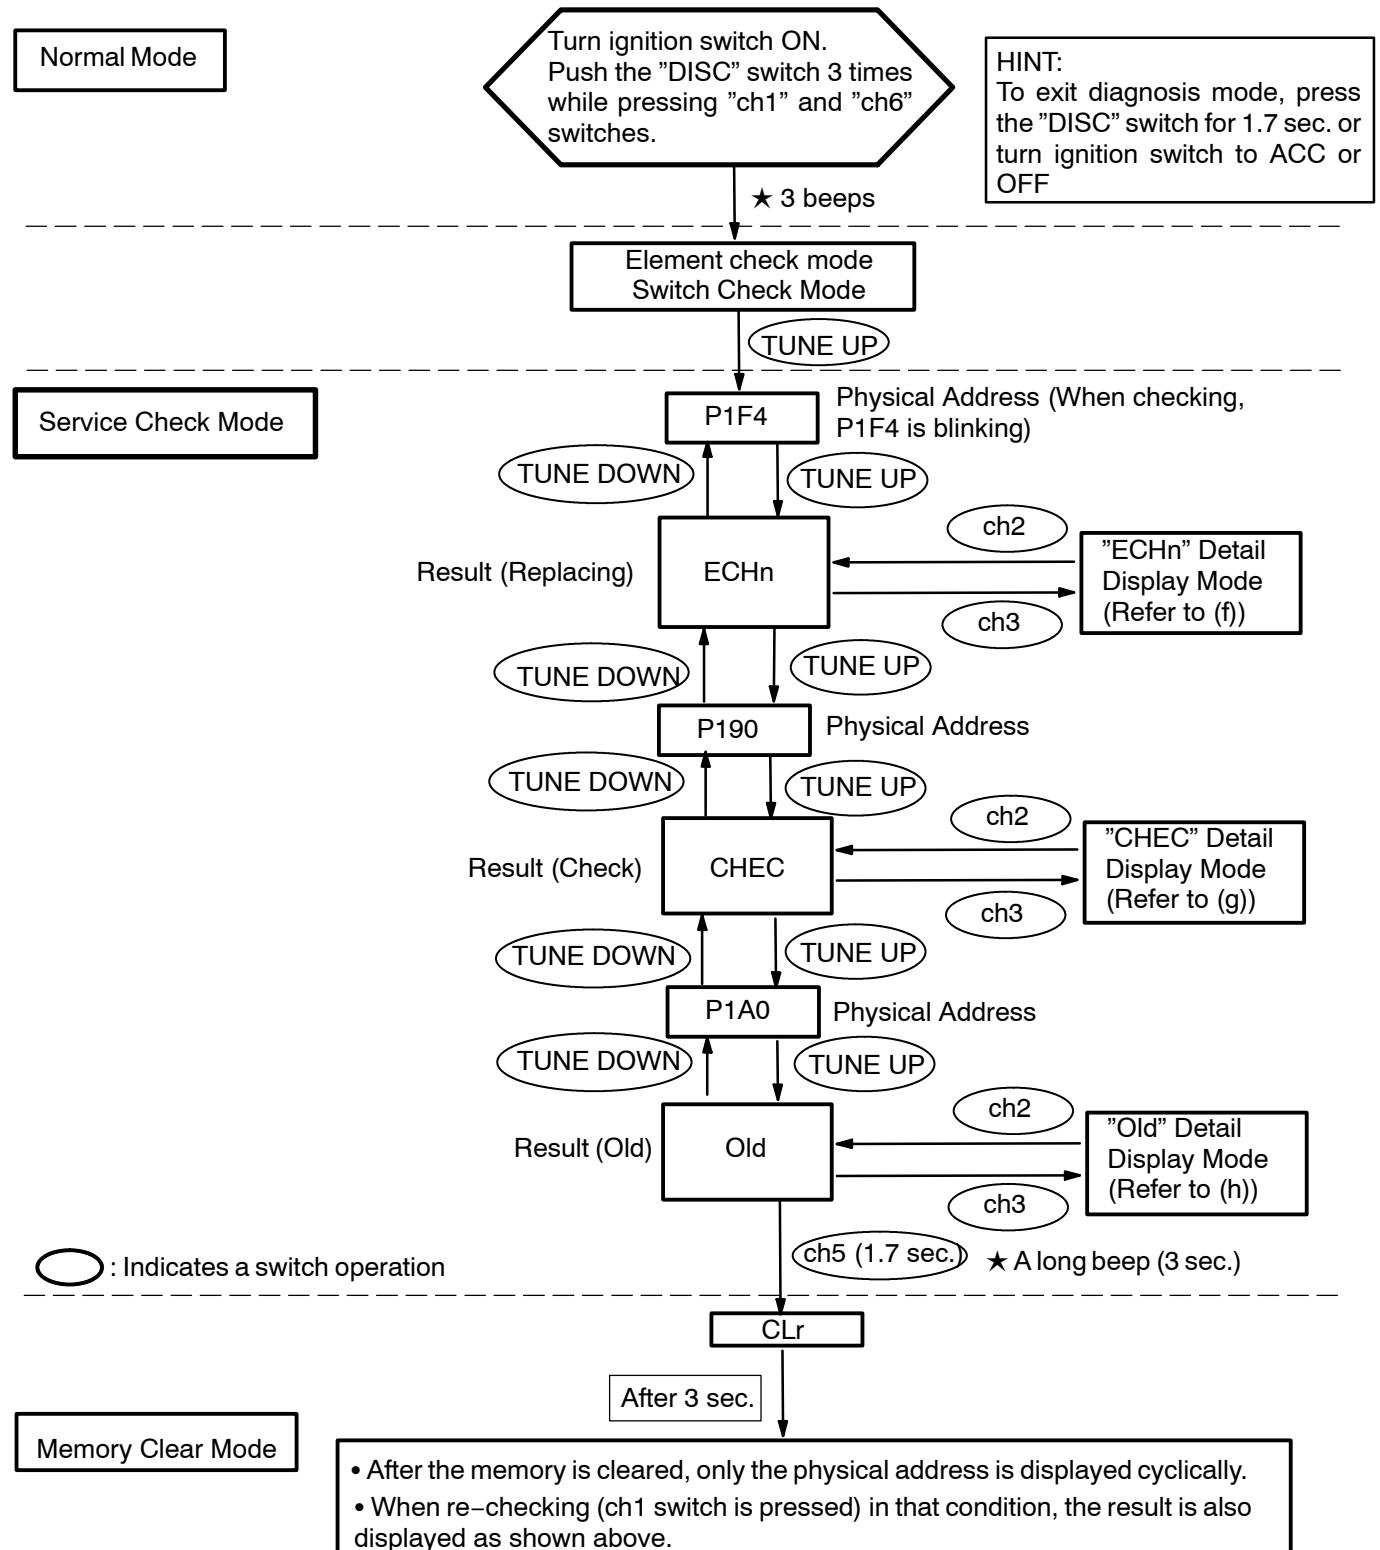 Normal Mode
Turn ignition switch ON.
Push the ”DISC” switch 3 times
while pressing ”ch1” and ”ch6”
switches.
HINT:
To exit diagnosis mode, press
the ”DISC” switch for 1.7 sec. or
turn ignition switch to ACC or
OFF
★ 3 beeps
Element check mode
Switch Check Mode
TUNE UP
Service Check Mode
P1F4
Physical Address (When checking,
P1F4 is blinking)
TUNE DOWN
TUNE UP
Result (Replacing)
ECHn
ch2
ch3
”ECHn” Detail
Display Mode
(Refer to (f))
TUNE DOWN
TUNE UP
P190
Physical Address
TUNE DOWN
TUNE UP
Result (Check)
CHEC
ch2
ch3
”CHEC” Detail
Display Mode
(Refer to (g))
TUNE DOWN
TUNE UP
P1A0
Physical Address
TUNE DOWN
TUNE UP
Result (Old)
Old
ch2
ch3
”Old” Detail
Display Mode
(Refer to (h))
: Indicates a switch operation
ch5 (1.7 sec.)
★ A long beep (3 sec.)
CLr
After 3 sec.
Memory Clear Mode
• After the memory is cleared, only the physical address is displayed cyclically.
• When re–checking (ch1 switch is pressed) in that condition, the result is also
displayed as shown above.